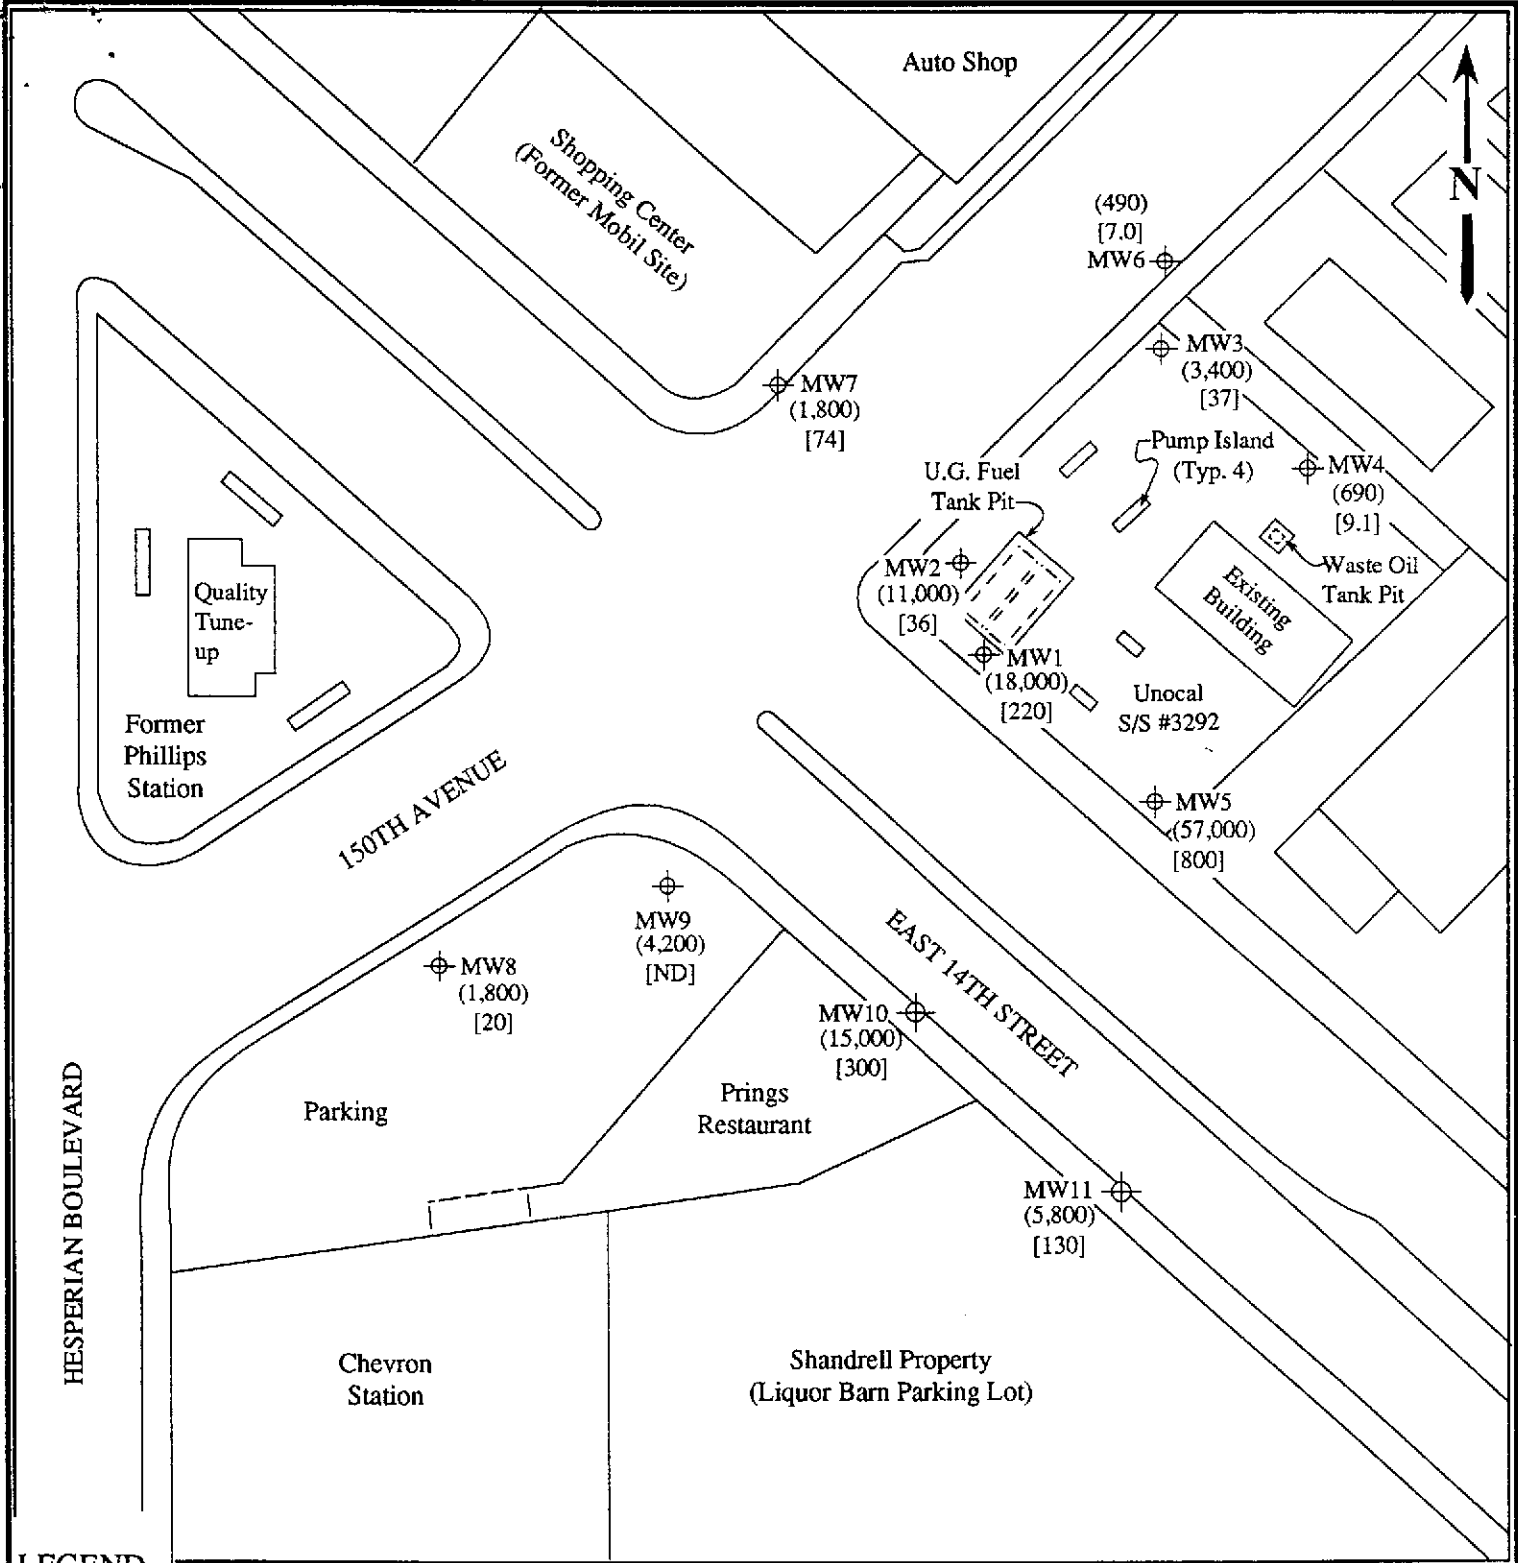 Auto Shop
Shopping Center
(Former Mobil Site)
N
(490)
[7.0]
MW6
MW3
(3,400)
[37]
MW7
(1,800)
[74]
Pump Island
(Typ. 4)
U.G. Fuel
Tank Pit
MW4
(690)
[9.1]
MW2
(11,000)
[36]
Waste Oil
Tank Pit
Existing
Building
Quality
Tune-
up
MW1
(18,000)
[220]
Unocal
S/S #3292
Former
Phillips
Station
150TH AVENUE
MW5
(57,000)
[800]
MW9
(4,200)
[ND]
EAST 14TH STREET
MW8
(1,800)
[20]
MW10
(15,000)
[300]
Parking
Prings
Restaurant
HESPERIAN BOULEVARD
MW11
(5,800)
[130]
Chevron
Station
Shandrell Property
(Liquor Barn Parking Lot)
LEGEND